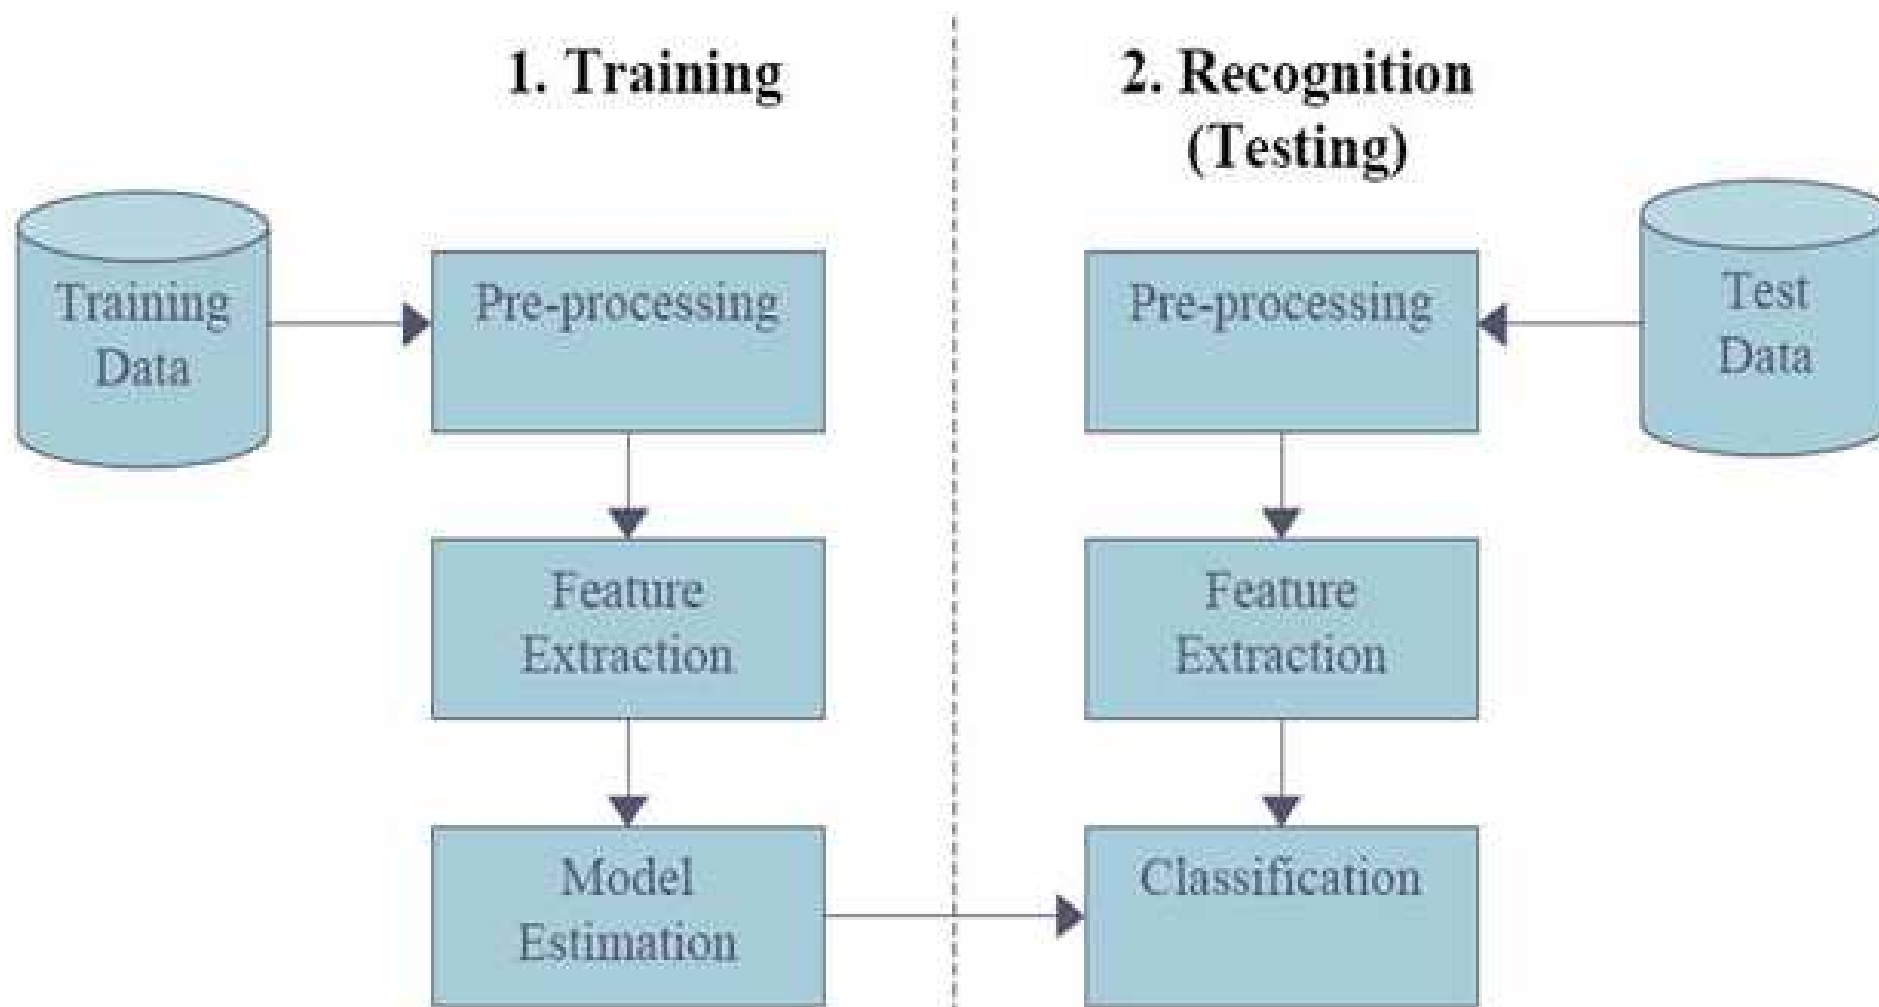 1. Training
Training
Data
Pre-processing
Feature
Extraction
Model
Estimation
2. Recognition
(Testing)
Test
Data
Pre-processing
Feature
Extraction
Classification